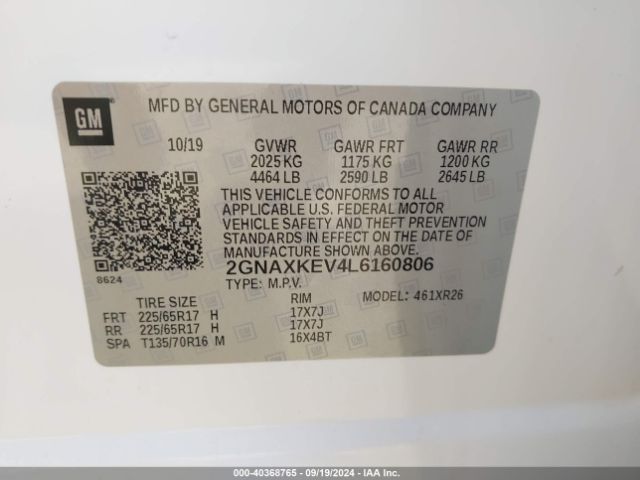 GM
MFD BY GENERAL MOTORS OF CANADA COMPANY
10/19 GVWR GAWR FRT GAWR RR
2025 KG 1175 KG 1200 KG
4464 LB 2590 LB 2645 LB
THIS VEHICLE CONFORMS TO ALL
APPLICABLE U.S. FEDERAL MOTOR
VEHICLE SAFETY AND THEFT PREVENTION
STANDARDS IN EFFECT ON THE DATE OF
MANUFACTURE SHOWN ABOVE
8624
2GNAXKEV4L6160806
TYPE: M.P.V. MODEL: 461XR26
TIRE SIZE RIM
FRT 225/65R17 H 17X7J
RR 225/65R17 H 17X7J
SPA T135/70R16 M 16X4BT
000-40368765 - 09/19/2024 - IAAI.COM